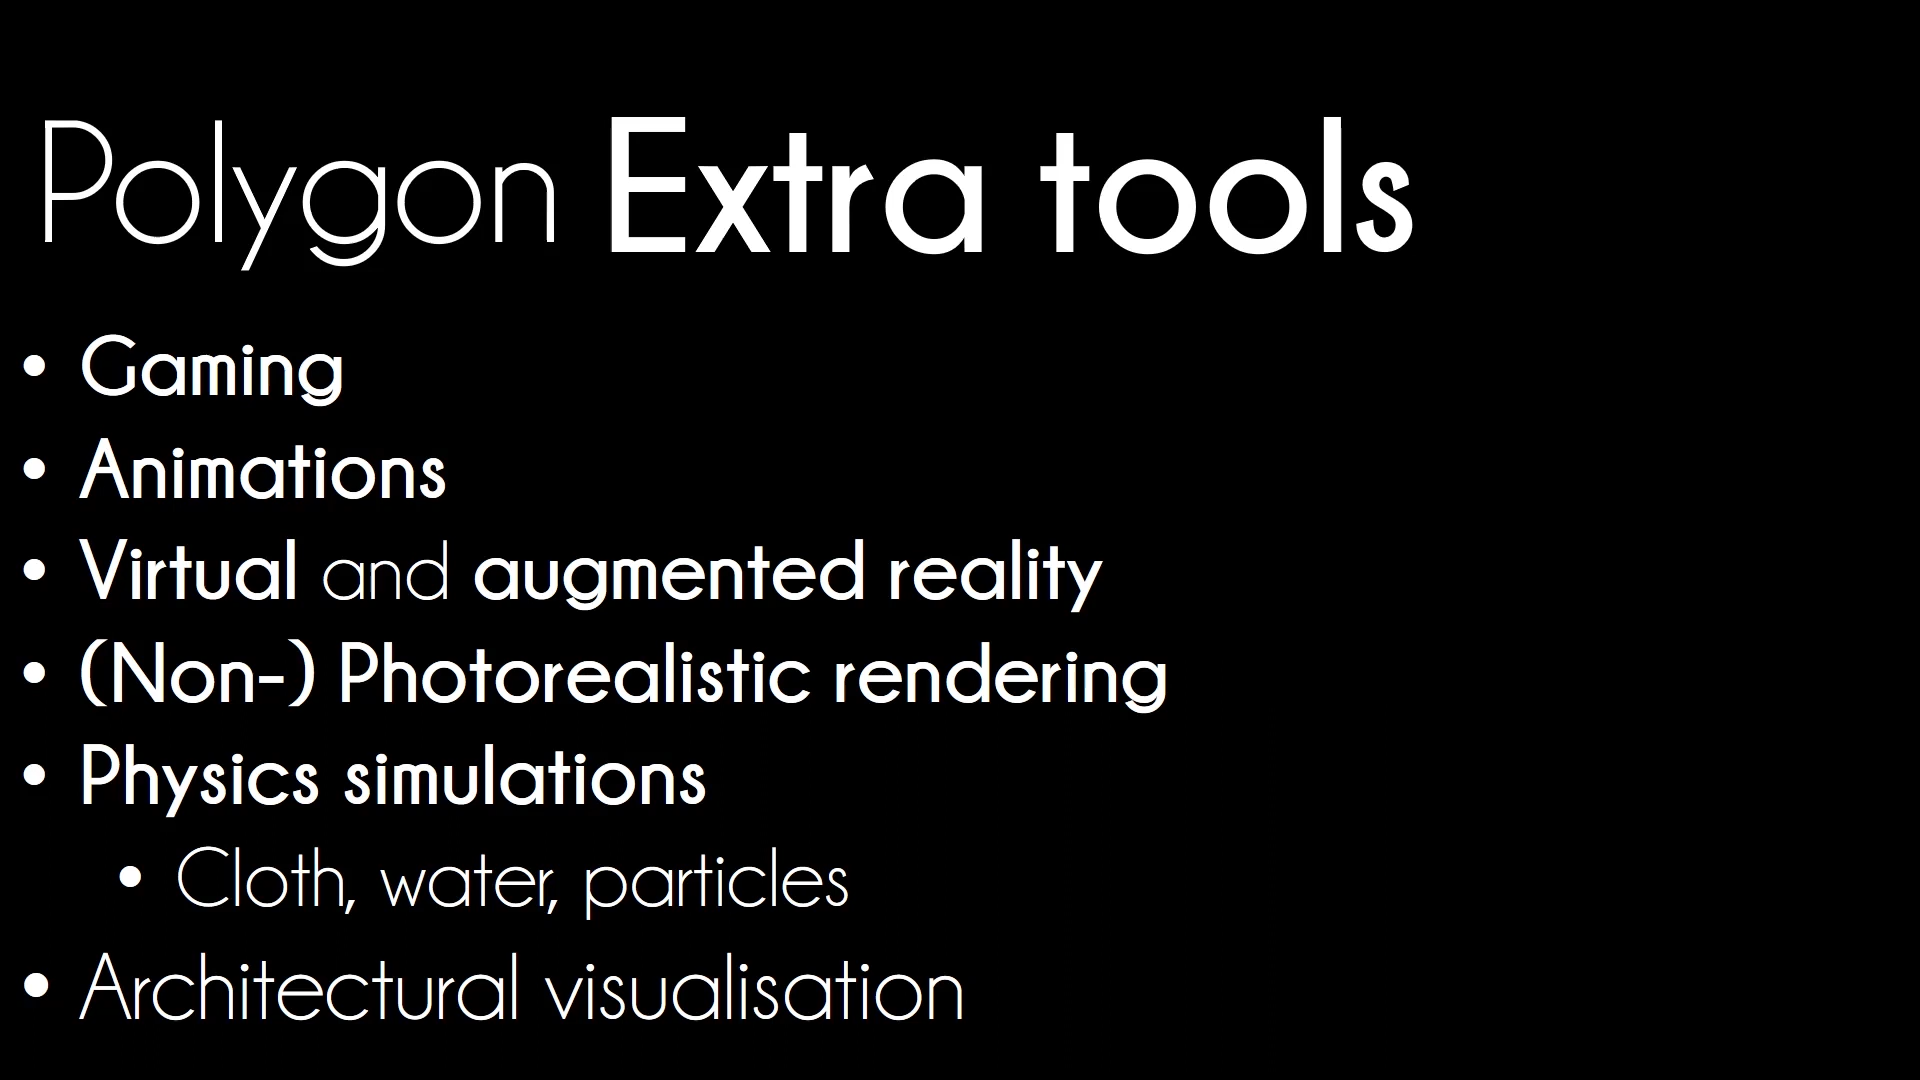 Polygon Extra tools
• Gaming
• Animations
• Virtual and augmented reality
• (Non-) Photorealistic rendering
• Physics simulations
• Cloth, water, particles
• Architectural visualisation